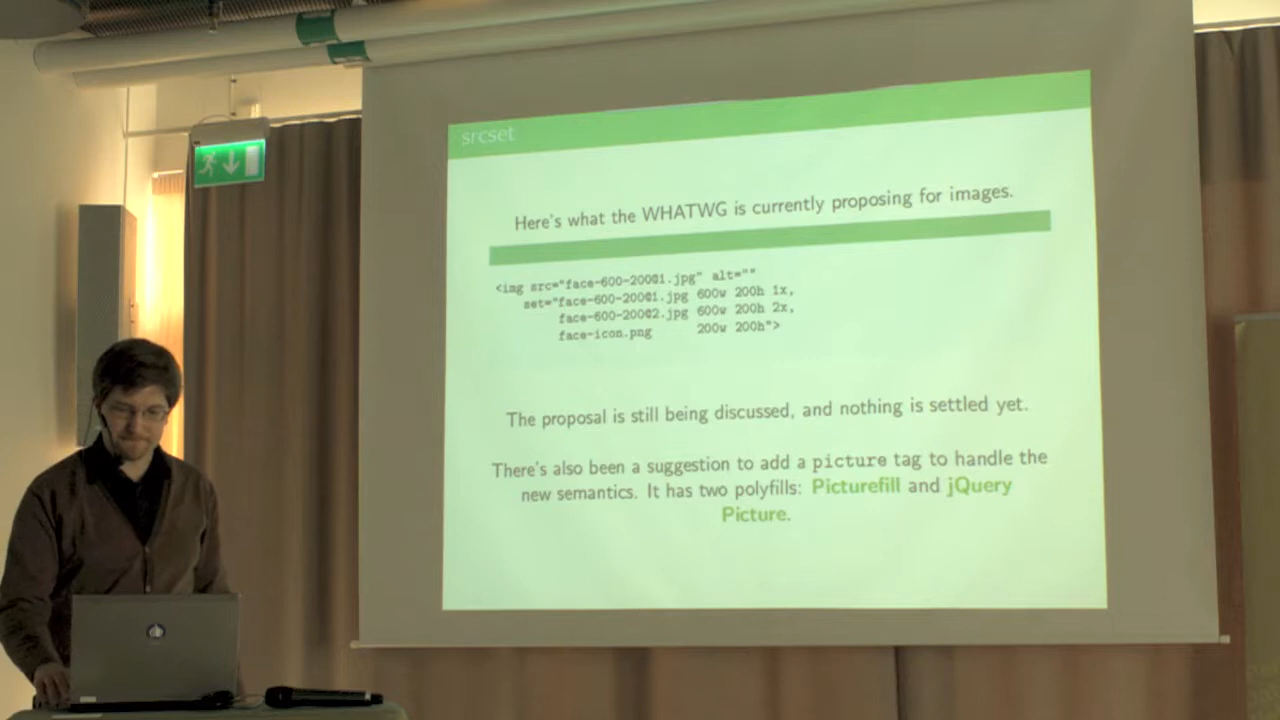 srcset
Here's what the WHATWG is currently proposing for images.
<img src="face-600-200@1.jpg" alt=""
set="face-600-200@1.jpg 600w 200h 1x,
face-600-200@2.jpg 600w 200h 2x,
face-icon.png 200w 200h">
The proposal is still being discussed, and nothing is settled yet.
There's also been a suggestion to add a picture tag to handle the
new semantics. It has two polyfills: Picturefill and jQuery
Picture.